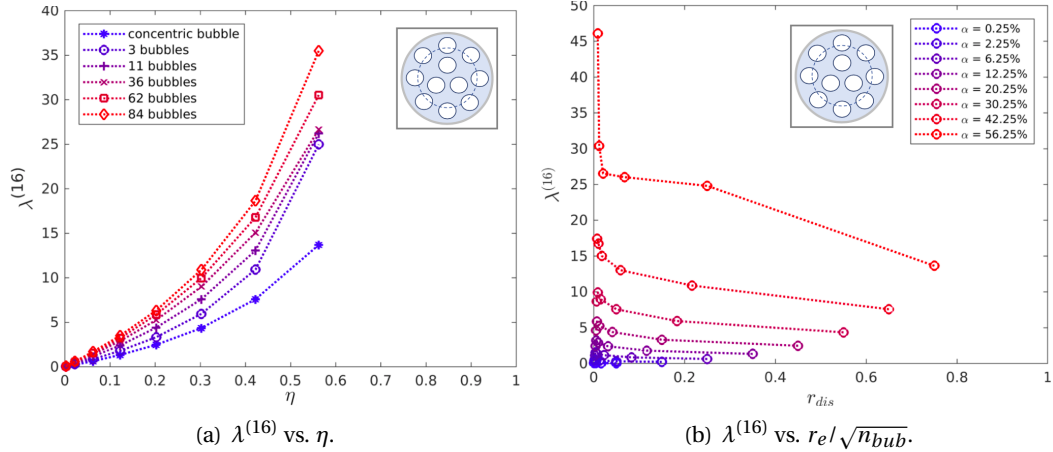 40
35
30
25
20
15
10
5
0
λ(16)
concentric bubble
3 bubbles
11 bubbles
36 bubbles
62 bubbles
84 bubbles
0 0.1 0.2 0.3 0.4 0.5 0.6 0.7 0.8 0.9 1
η
(a) λ(16) vs. η.
50
45
40
35
30
25
20
15
10
5
0
λ(16)
α = 0.25%
α = 2.25%
α = 6.25%
α = 12.25%
α = 20.25%
α = 30.25%
α = 42.25%
α = 56.25%
0 0.2 0.4 0.6 0.8 1
r_dis
(b) λ(16) vs. r_e/√n_bub.